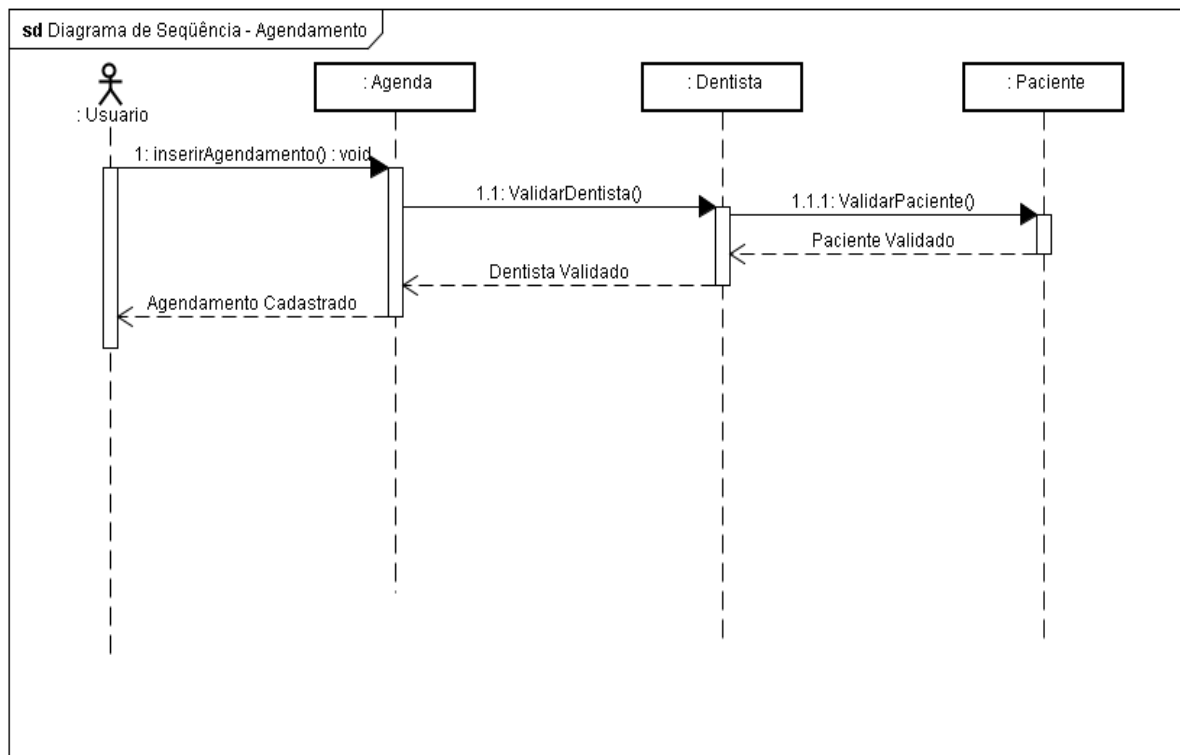 sd Diagrama de Seqüência - Agendamento
: Usuario
: Agenda
: Dentista
: Paciente
1: inserirAgendamento() : void
1.1: ValidarDentista()
1.1.1: ValidarPaciente()
Paciente Validado
Dentista Validado
Agendamento Cadastrado